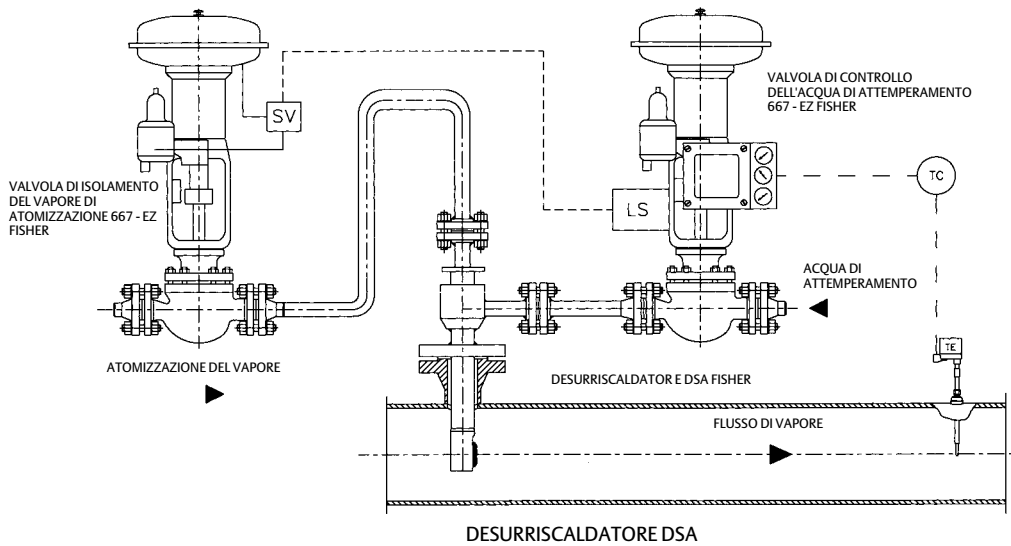 SV
VALVOLA DI CONTROLLO
DELL'ACQUA DI ATTEMPERAMENTO
667 - EZ FISHER
TC
VALVOLA DI ISOLAMENTO
DEL VAPORE DI
ATOMIZZAZIONE 667 - EZ
FISHER
LS
ACQUA DI
ATTEMPERAMENTO
TE
ATOMIZZAZIONE DEL VAPORE
DESURRISCALDATOR E DSA FISHER
FLUSSO DI VAPORE
DESURRISCALDATORE DSA